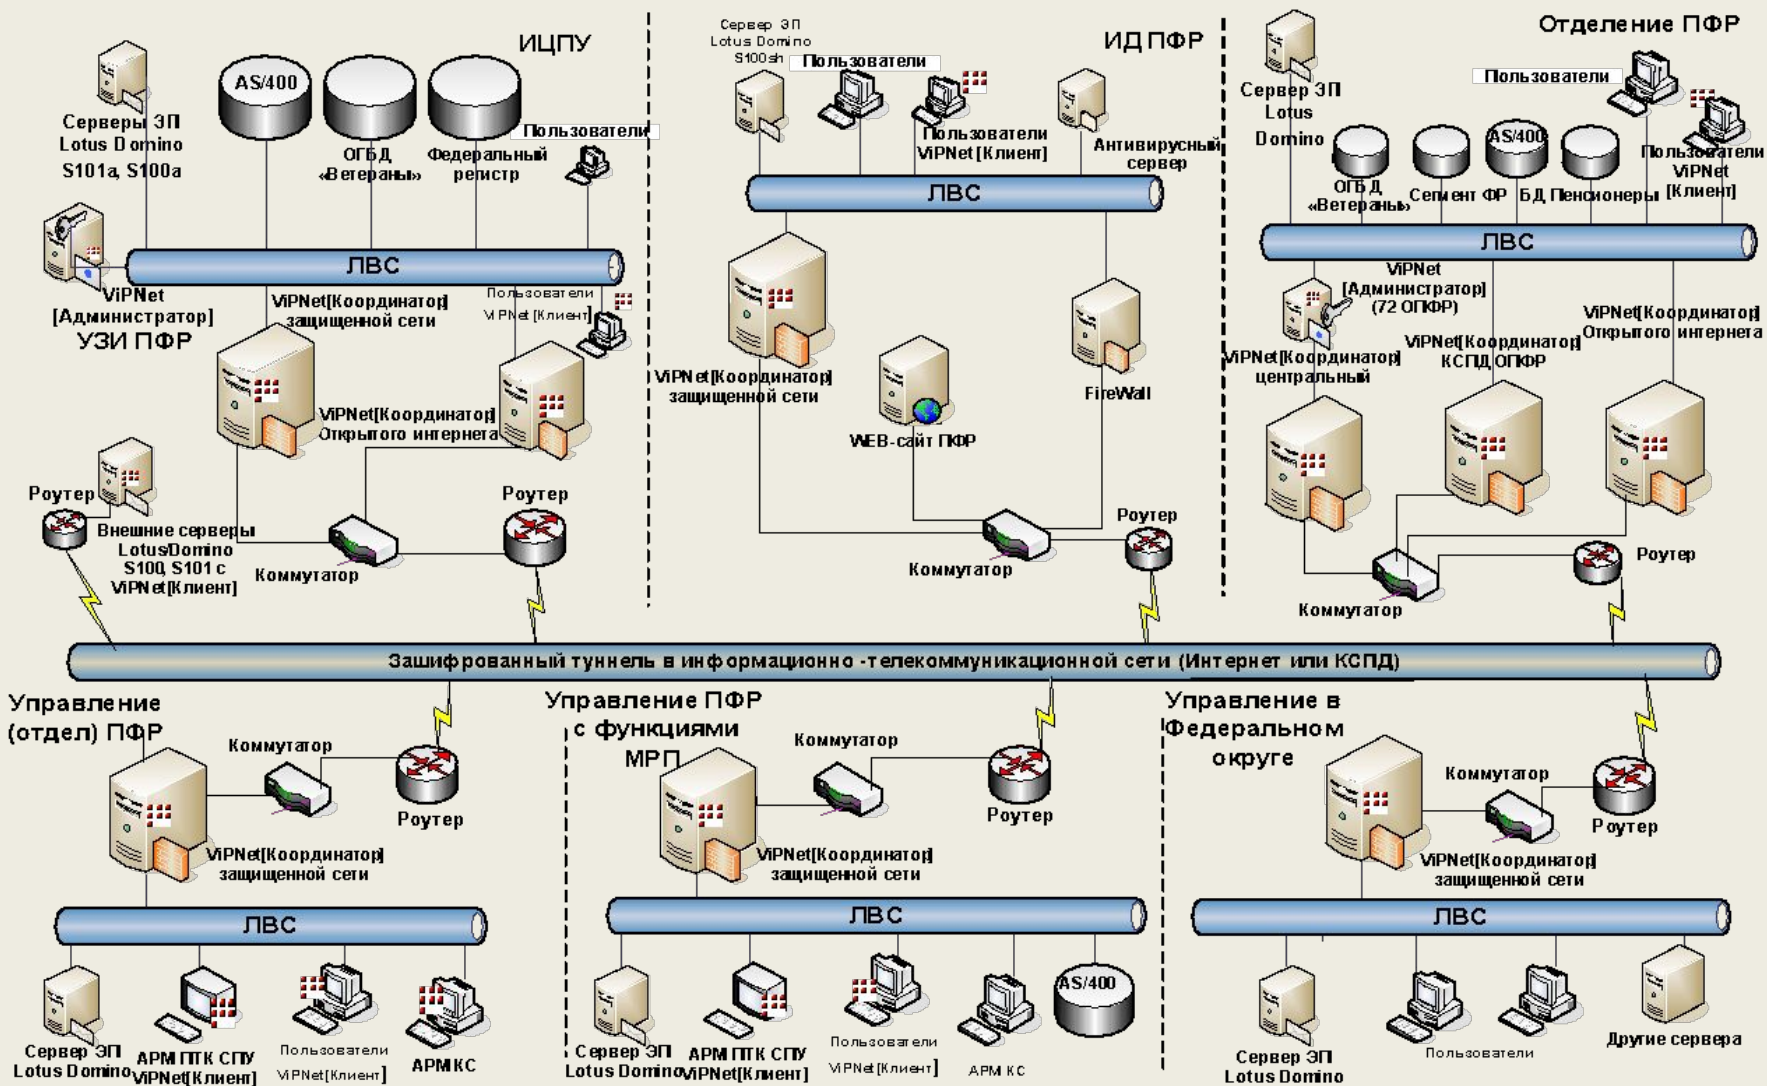 ИЦПУ
Серверы ЭП
Lotus Domino
S101a, S100a
AS/400
ОГБД
«Ветераны»
Федеральный
регистр
Пользователи
ЛВС
ViPNet
[Администратор]
УЗИ ПФР
ViPNet[Координатор]
защищенной сети
Пользователи
ViPNet[Клиент]
ViPNet[Координатор]
Открытого интернета
Роутер
Внешние серверы
Lotus/Domino
S100, S101 c
ViPNet[Клиент]
Коммутатор
Роутер
ИД ПФР
Сервер ЭП
Lotus Domino
S100sh
Пользователи
Пользователи
ViPNet[Клиент]
Антивирусный
сервер
ЛВС
ViPNet[Координатор]
защищенной сети
WEB-сайт ПФР
FireWall
Коммутатор
Роутер
Отделение ПФР
Сервер ЭП
Lotus
Domino
Пользователи
AS/400
ОГБД
«Ветераны»
Сегмент ФР
БД Пенсионеры
Пользователи
ViPNet
[Клиент]
ЛВС
ViPNet
[Администратор]
(72 ОПФР)
ViPNet[Координатор]
центральный
ViPNet[Координатор]
КСПД ОПФР
ViPNet[Координатор]
Открытого интернета
Роутер
Коммутатор
Зашифрованный туннель в информационно -телекоммуникационной сети (Интернет или КСПД)
Управление
(отдел) ПФР
Коммутатор
Роутер
ViPNet[Координатор]
защищенной сети
ЛВС
Сервер ЭП
Lotus Domino
АРМ ПТК СПУ
ViPNet[Клиент]
Пользователи
ViPNet[Клиент]
АРМ КС
Управление ПФР
с функциями
МРП
Коммутатор
Роутер
ViPNet[Координатор]
защищенной сети
ЛВС
Сервер ЭП
Lotus Domino
АРМ ПТК СПУ
ViPNet[Клиент]
Пользователи
ViPNet[Клиент]
АРМ КС
AS/400
Управление в
Федеральном
округе
Коммутатор
Роутер
ViPNet[Координатор]
защищенной сети
ЛВС
Сервер ЭП
Lotus Domino
Пользователи
Другие сервера